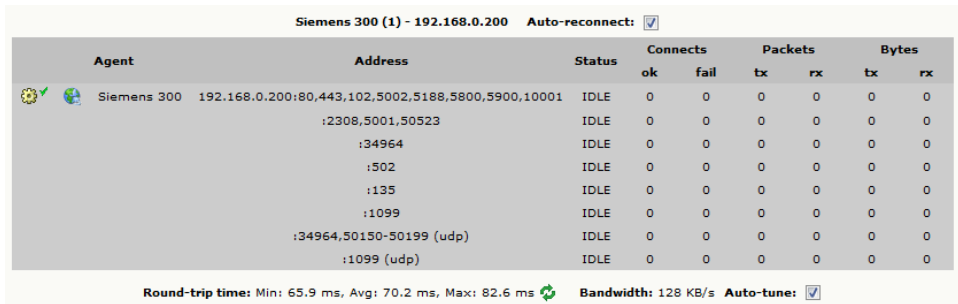 Siemens 300 (1) - 192.168.0.200 Auto-reconnect:
Agent Address Status Connects Packets Bytes
ok fail tx rx tx rx
Siemens 300 192.168.0.200:80,443,102,5002,5188,5800,5900,10001 IDLE 0 0 0 0 0 0
:2308,5001,50523 IDLE 0 0 0 0 0 0
:34964 IDLE 0 0 0 0 0 0
:502 IDLE 0 0 0 0 0 0
:135 IDLE 0 0 0 0 0 0
:1099 IDLE 0 0 0 0 0 0
:34964,50150-50199 (udp) IDLE 0 0 0 0 0 0
:1099 (udp) IDLE 0 0 0 0 0 0
Round-trip time: Min: 65.9 ms, Avg: 70.2 ms, Max: 82.6 ms Bandwidth: 128 KB/s Auto-tune: